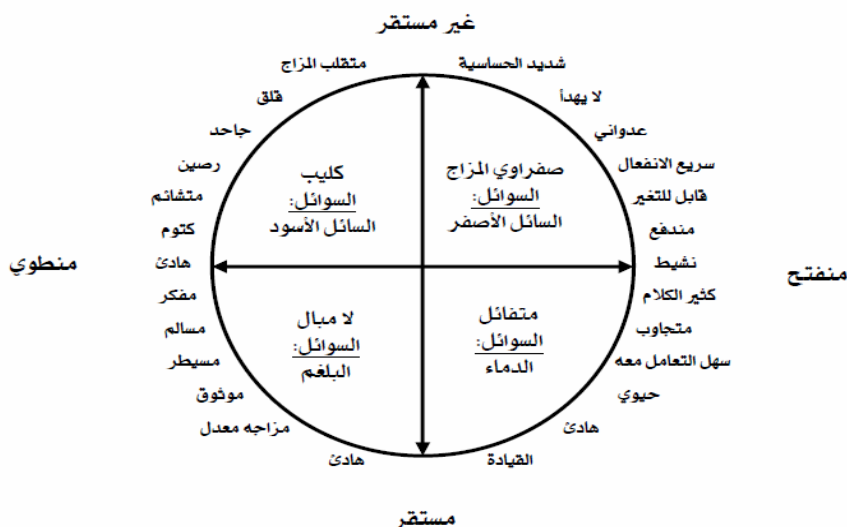 غير مستقر
شديد الحساسية
لا يهدأ
عدواني
سريع الانفعال
قابل للتغير
مندفع
نشيط
كثير الكلام
متجاوب
سهل التعامل معه
حيوي
هادئ
القيادة
متقلب المزاج
قلق
جاحد
رصين
متشائم
كتوم
هادئ
مفكر
مسالم
مسيطر
موثوق
مزاجه معدل
هادئ
صفراوي المزاج
السوائل:
السائل الأصفر
كئيب
السوائل:
السائل الأسود
متفائل
السوائل:
الدماء
لا مبال
السوائل:
البلغم
منفتح
منطوي
مستقر